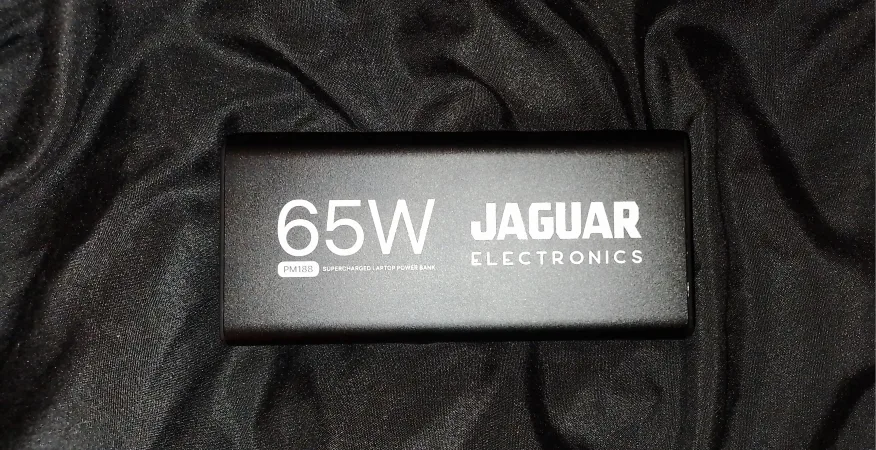 65W
PM188 SUPERCHARGED LAPTOP POWER BANK
JAGUAR
ELECTRONICS